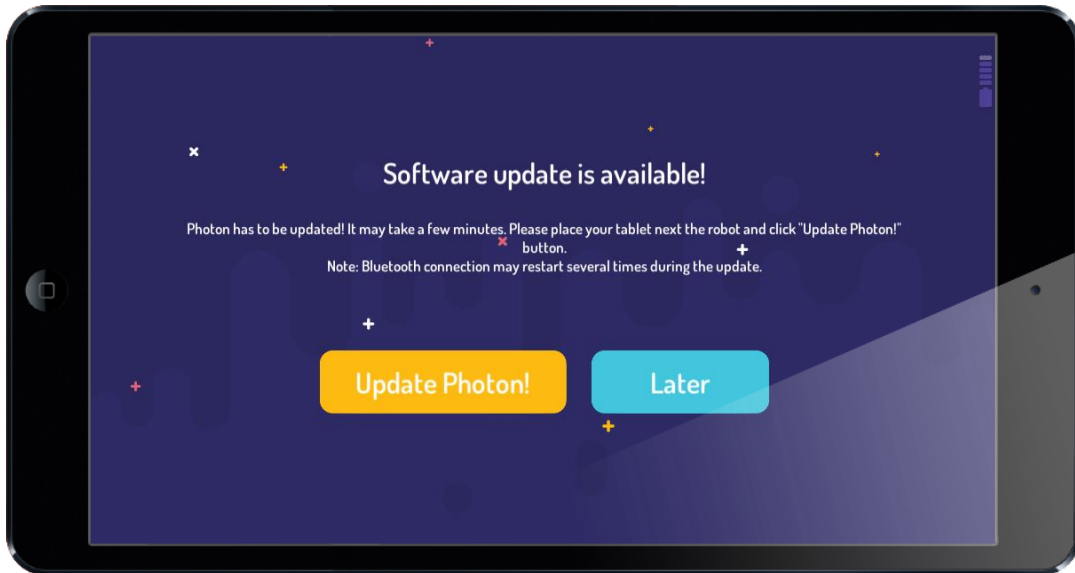 Software update is available!
Photon has to be updated! It may take a few minutes. Please place your tablet next the robot and click "Update Photon!"
button.
Note: Bluetooth connection may restart several times during the update.
Update Photon!
Later